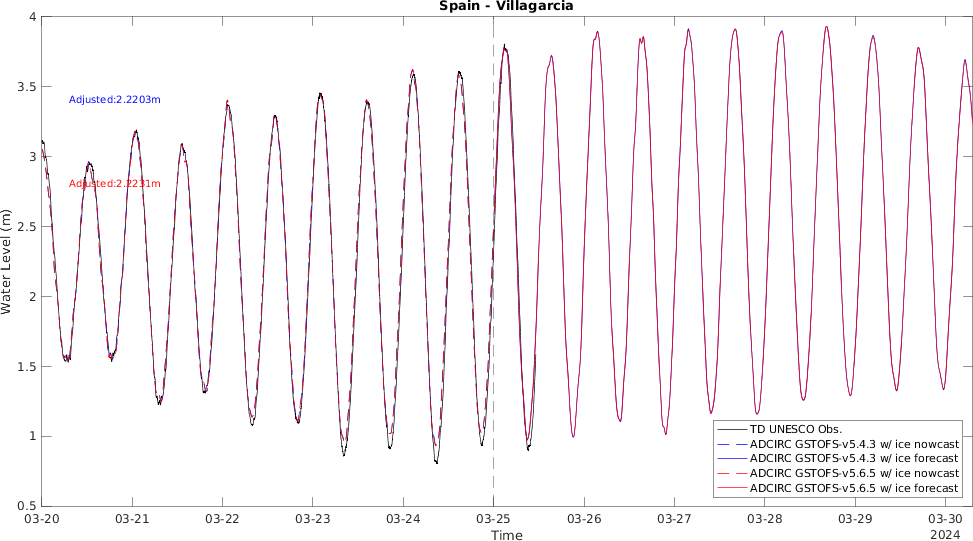 Spain - Villagarcia
4
3.5
3
2.5
2
1.5
1
0.5
Water Level (m)
Adjusted:2.2203m
Adjusted:2.2231m
TD UNESCO Obs.
ADCIRC GSTOFS-v5.4.3 w/ ice nowcast
ADCIRC GSTOFS-v5.4.3 w/ ice forecast
ADCIRC GSTOFS-v5.6.5 w/ ice nowcast
ADCIRC GSTOFS-v5.6.5 w/ ice forecast
03-20 03-21 03-22 03-23 03-24 03-25 03-26 03-27 03-28 03-29 03-30
Time
2024